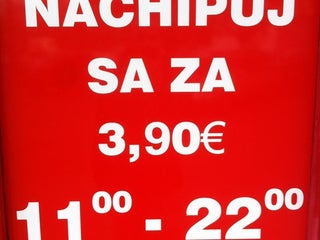 NACHIPUJ
SA ZA
3,90€
11⁰⁰ - 22⁰⁰